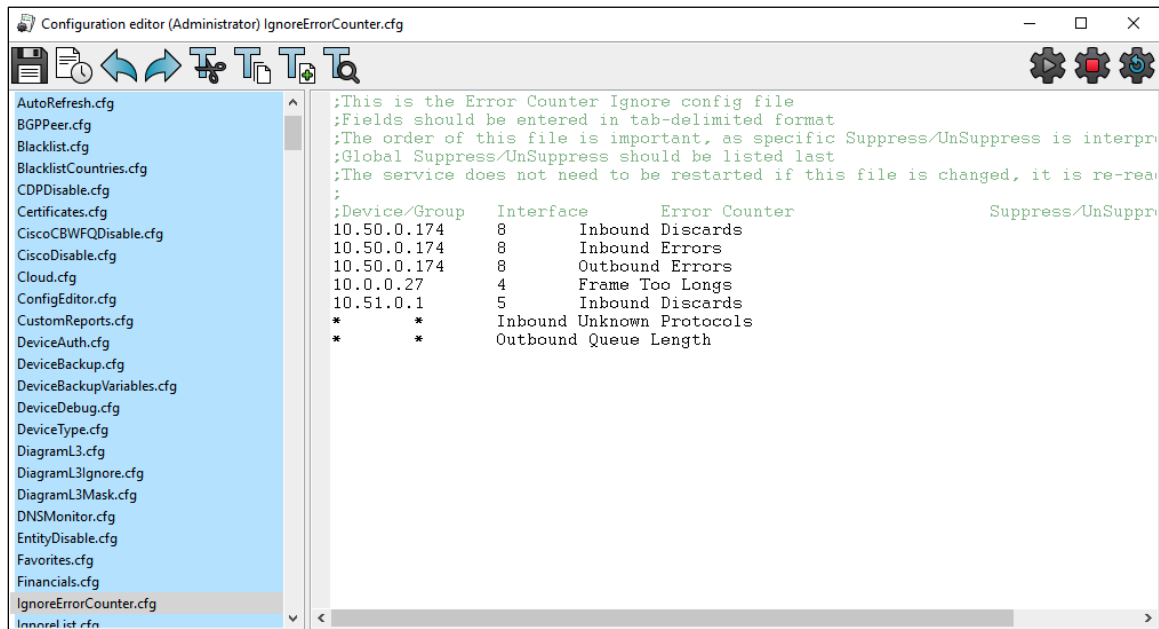 Configuration editor (Administrator) IgnoreErrorCounter.cfg
AutoRefresh.cfg
BGPPeer.cfg
Blacklist.cfg
BlacklistCountries.cfg
CDPDisable.cfg
Certificates.cfg
CiscoCBWFQDisable.cfg
CiscoDisable.cfg
Cloud.cfg
ConfigEditor.cfg
CustomReports.cfg
DeviceAuth.cfg
DeviceBackup.cfg
DeviceBackupVariables.cfg
DeviceDebug.cfg
DeviceType.cfg
DiagramL3.cfg
DiagramL3Ignore.cfg
DiagramL3Mask.cfg
DNSMonitor.cfg
EntityDisable.cfg
Favorites.cfg
Financials.cfg
IgnoreErrorCounter.cfg
IgnoreList.cfg
;This is the Error Counter Ignore config file
;Fields should be entered in tab-delimited format
;The order of this file is important, as specific Suppress/UnSuppress is interpr
;Global Suppress/UnSuppress should be listed last
;The service does not need to be restarted if this file is changed, it is re-rea
;
;Device/Group Interface Error Counter Suppress/UnSuppr
10.50.0.174 8 Inbound Discards
10.50.0.174 8 Inbound Errors
10.50.0.174 8 Outbound Errors
10.0.0.27 4 Frame Too Longs
10.51.0.1 5 Inbound Discards
* * Inbound Unknown Protocols
* * Outbound Queue Length